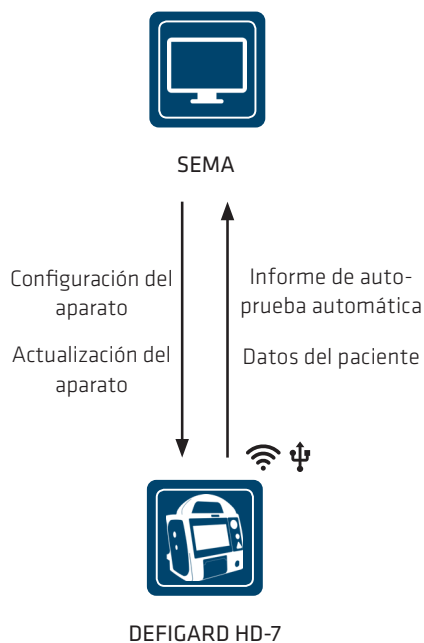 SEMA
Configuración del
aparato
Actualización del
aparato
Informe de auto-
prueba automática
Datos del paciente
DEFIGARD HD-7